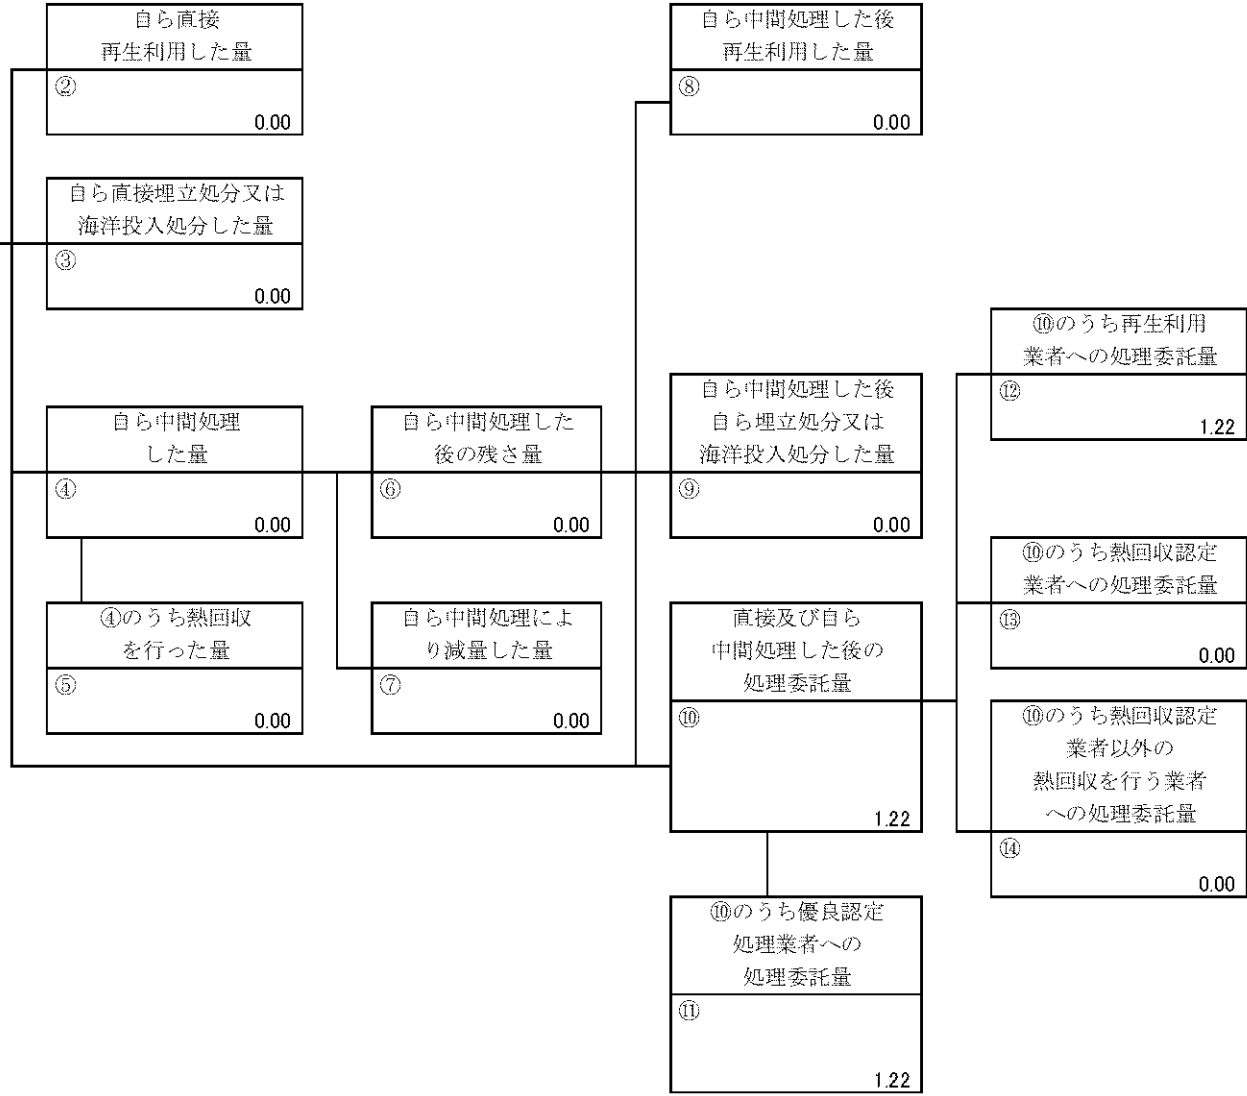 自ら直接
再生利用した量
②
0.00
自ら中間処理した後
再生利用した量
⑧
0.00
自ら直接埋立処分又は
海洋投入処分した量
③
0.00
⑩のうち再生利用
業者への処理委託量
⑫
1.22
自ら中間処理
した量
④
0.00
自ら中間処理した
後の残さ量
⑥
0.00
自ら中間処理した後
自ら埋立処分又は
海洋投入処分した量
⑨
0.00
⑩のうち熱回収認定
業者への処理委託量
⑬
0.00
④のうち熱回収
を行った量
⑤
0.00
自ら中間処理によ
り減量した量
⑦
0.00
直接及び自ら
中間処理した後の
処理委託量
⑩
1.22
⑩のうち熱回収認定
業者以外の
熱回収を行う業者
への処理委託量
⑭
0.00
⑩のうち優良認定
処理業者への
処理委託量
⑪
1.22